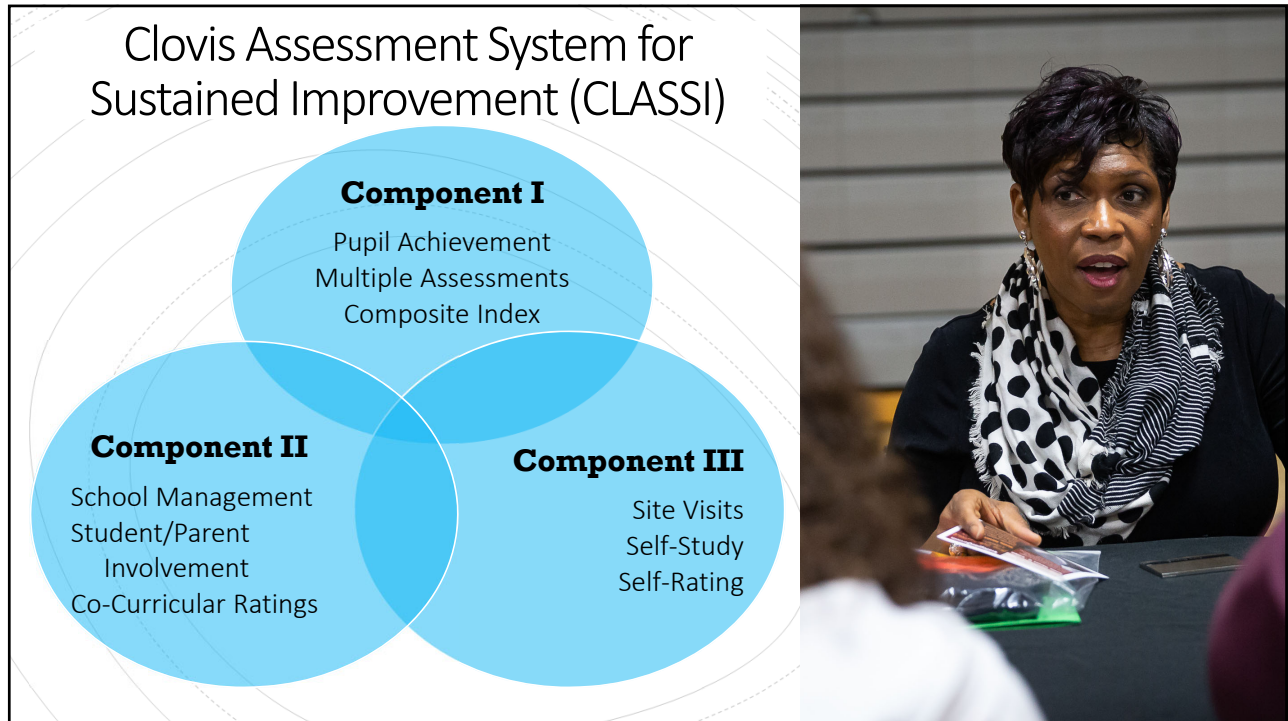 Clovis Assessment System for
Sustained Improvement (CLASSI)
Component I
Pupil Achievement
Multiple Assessments
Composite Index
Component II
School Management
Student/Parent
Involvement
Co-Curricular Ratings
Component III
Site Visits
Self-Study
Self-Rating